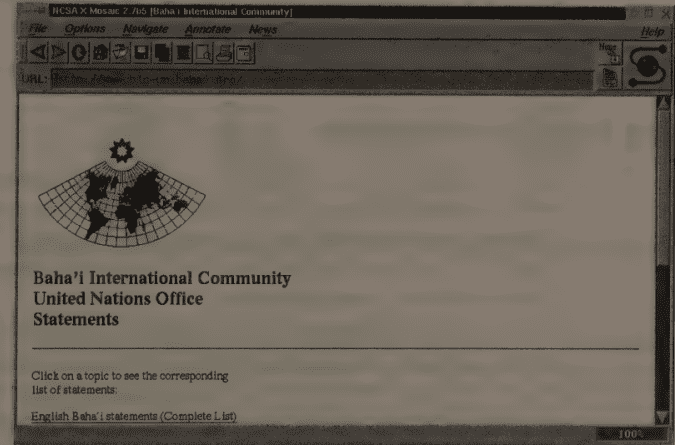 NCSA X Mosaic 2.7b5 [Baha'i International Community]
File Options Navigate Annotate News Help
News
URL:
Baha'i International Community
United Nations Office
Statements
Click on a topic to see the corresponding
list of statements:
English Baha'i statements (Complete List)
100%